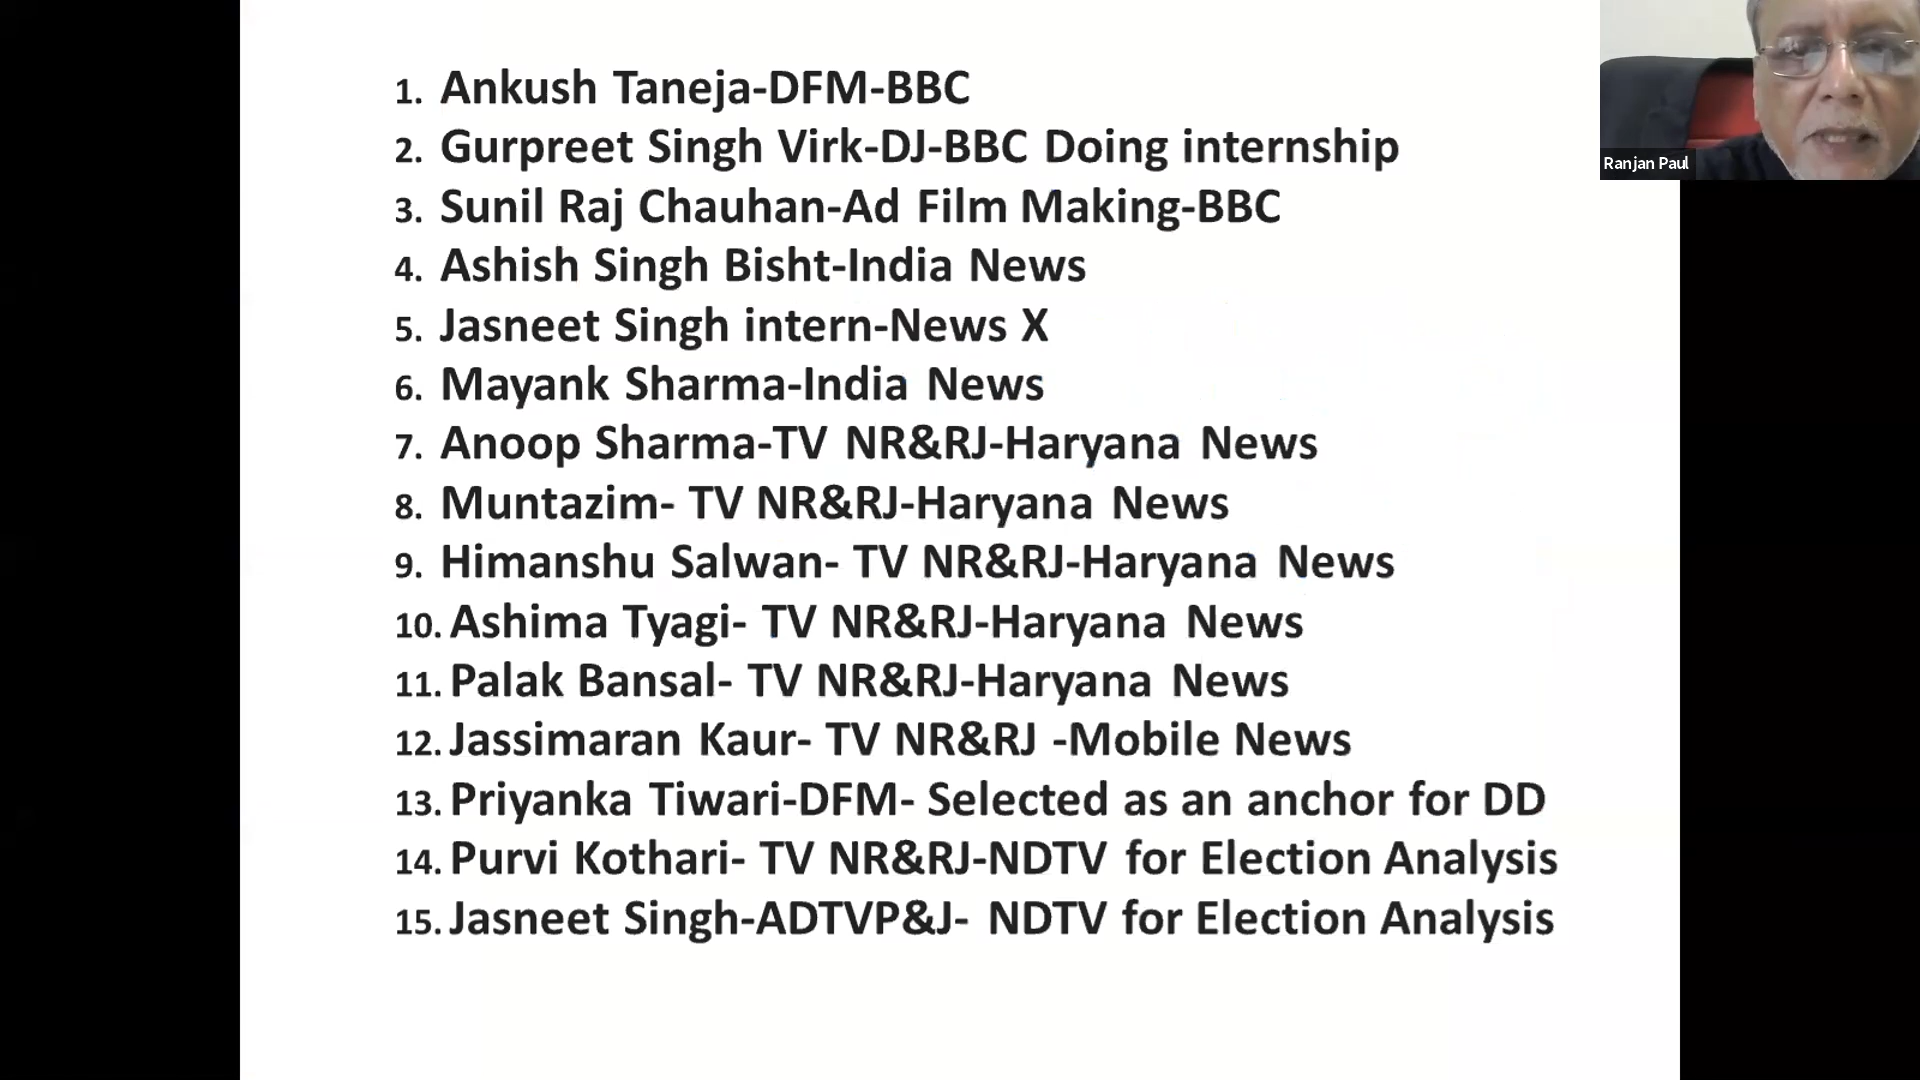 1. Ankush Taneja-DFM-BBC
2. Gurpreet Singh Virk-DJ-BBC Doing internship
3. Sunil Raj Chauhan-Ad Film Making-BBC
4. Ashish Singh Bisht-India News
5. Jasneet Singh intern-News X
6. Mayank Sharma-India News
7. Anoop Sharma-TV NR&RJ-Haryana News
8. Muntazim- TV NR&RJ-Haryana News
9. Himanshu Salwan- TV NR&RJ-Haryana News
10. Ashima Tyagi- TV NR&RJ-Haryana News
11. Palak Bansal- TV NR&RJ-Haryana News
12. Jassimaran Kaur- TV NR&RJ -Mobile News
13. Priyanka Tiwari-DFM- Selected as an anchor for DD
14. Purvi Kothari- TV NR&RJ-NDTV for Election Analysis
15. Jasneet Singh-ADTVP&J- NDTV for Election Analysis
Ranjan Paul